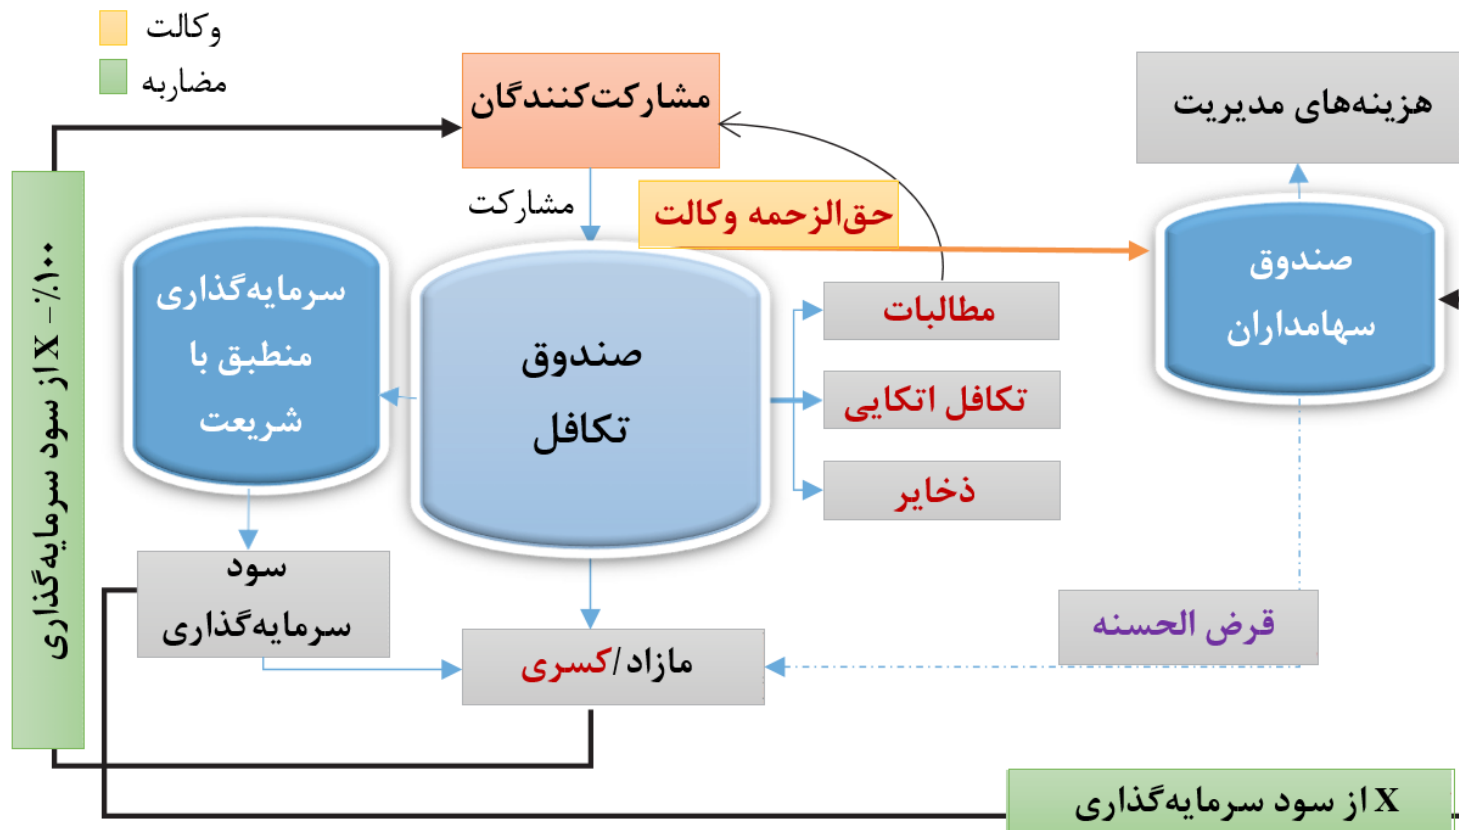 وکالت
مضاربه
مشارکت‌کنندگان
هزینه‌های مدیریت
مشارکت
حق‌الزحمه وکالت
صندوق
سهامداران
سرمایه‌گذاری
منطبق با
شریعت
صندوق
تکافل
مطالبات
تکافل اتکایی
ذخایر
۱۰۰٪ – X از سود سرمایه‌گذاری
سود
سرمایه‌گذاری
مازاد/کسری
قرض الحسنه
X از سود سرمایه‌گذاری